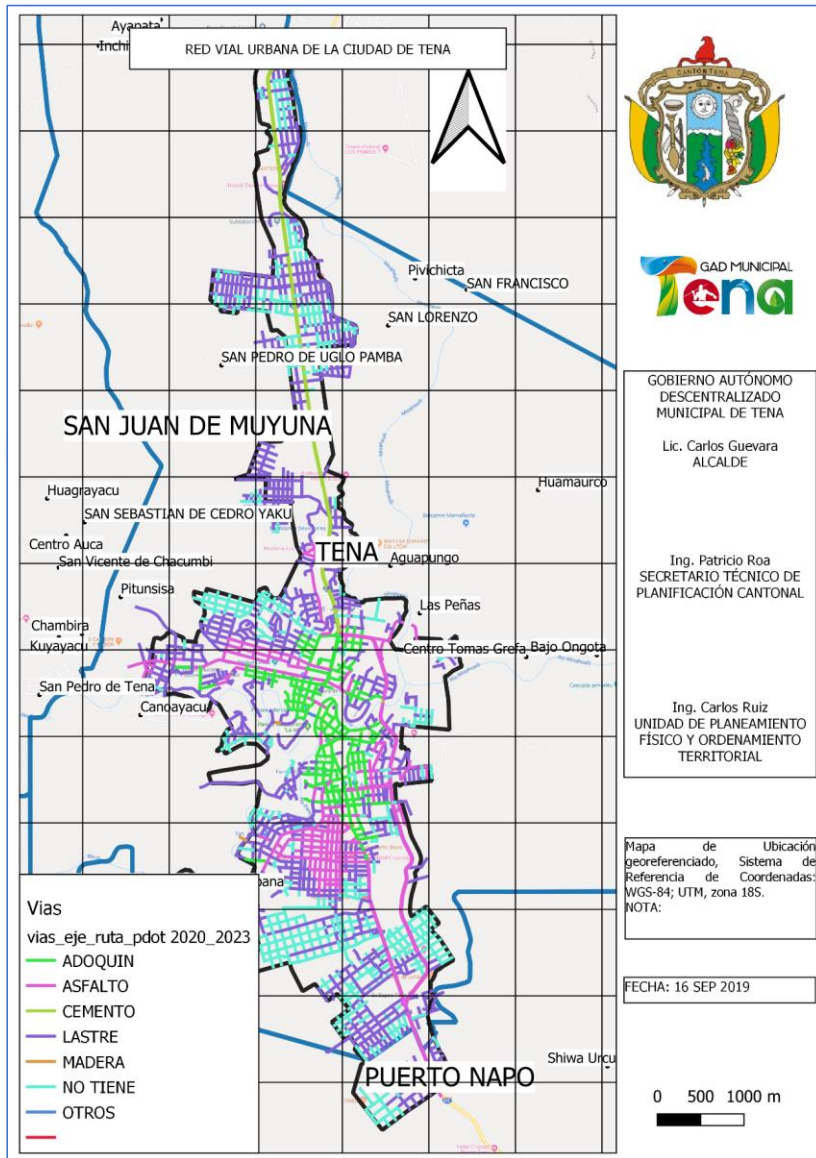 Ayapata
RED VIAL URBANA DE LA CIUDAD DE TENA
CANTON TENA
GAD MUNICIPAL
Tena
Pivichicta
SAN FRANCISCO
SAN LORENZO
SAN PEDRO DE UGLO PAMBA
SAN JUAN DE MUYUNA
Huagrayacu
Huamaurco
SAN SEBASTIAN DE CEDRO YAKU
Centro Auca
TENA
San Vicente de Chacumbi
Aguapungo
Pitunsisa
Las Peñas
Chambira
Kuyayacu
Centro Tomas Grefa
Bajo Ongota
San Pedro de Tena
Canoayacu
PUERTO NAPO
Shiwa Urcu
Vias
vias_eje_ruta_pdot 2020_2023
ADOQUIN
ASFALTO
CEMENTO
LASTRE
MADERA
NO TIENE
OTROS
GOBIERNO AUTÓNOMO
DESCENTRALIZADO
MUNICIPAL DE TENA
Lic. Carlos Guevara
ALCALDE
Ing. Patricio Roa
SECRETARIO TÉCNICO DE
PLANIFICACIÓN CANTONAL
Ing. Carlos Ruiz
UNIDAD DE PLANEAMIENTO
FÍSICO Y ORDENAMIENTO
TERRITORIAL
Mapa de Ubicación
georeferenciado, Sistema de
Referencia de Coordenadas:
WGS-84; UTM, zona 18S.
NOTA:
FECHA: 16 SEP 2019
0 500 1000 m